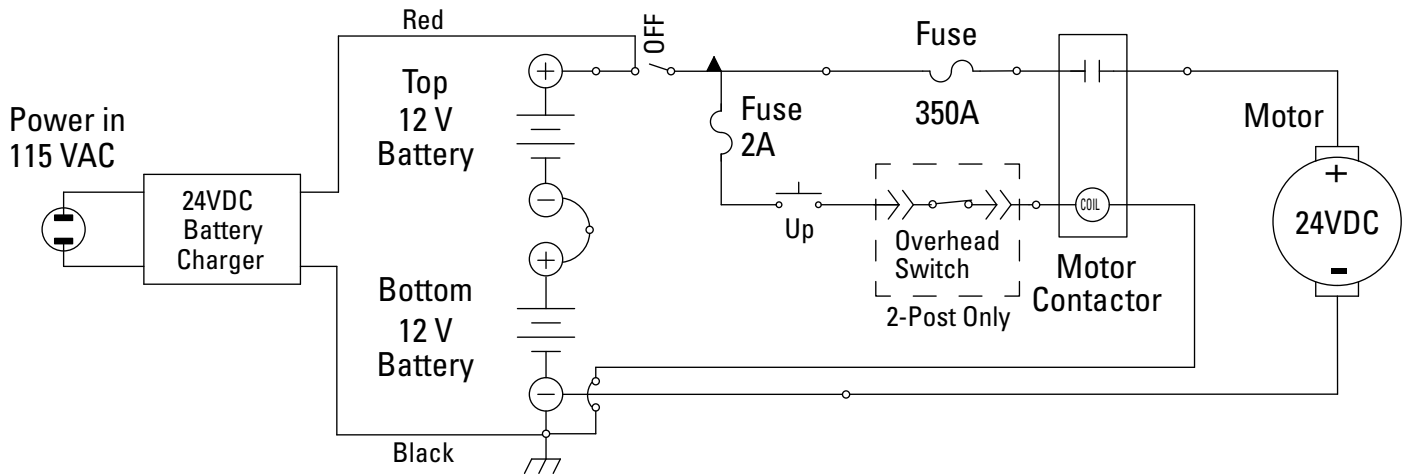 Red
OFF
Fuse
350A
Top
12 V
Battery
Fuse
2A
Motor
Power in
115 VAC
24VDC
Battery
Charger
Up
Overhead
Switch
2-Post Only
COIL
Motor
Contactor
+
24VDC
-
+
−
+
−
Bottom
12 V
Battery
Black